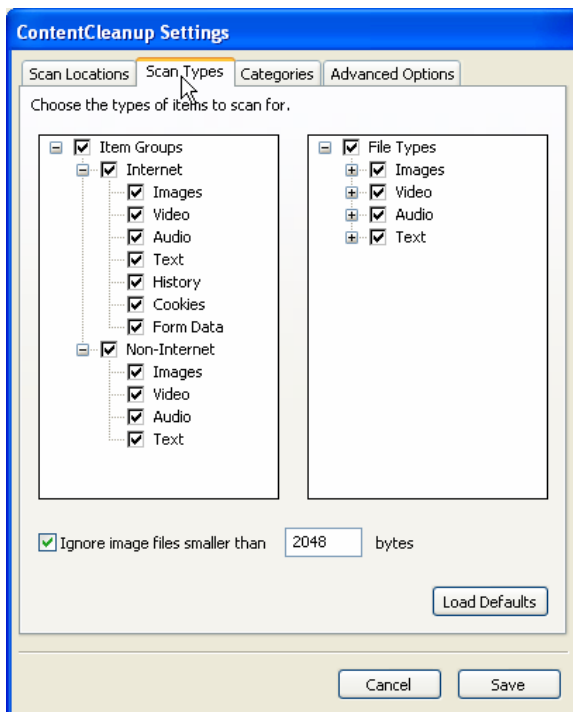 ContentCleanup Settings
Scan Locations Scan Types Categories Advanced Options
Choose the types of items to scan for.
Item Groups
Internet
Images
Video
Audio
Text
History
Cookies
Form Data
Non-Internet
Images
Video
Audio
Text
File Types
Images
Video
Audio
Text
Ignore image files smaller than 2048 bytes
Load Defaults
Cancel Save